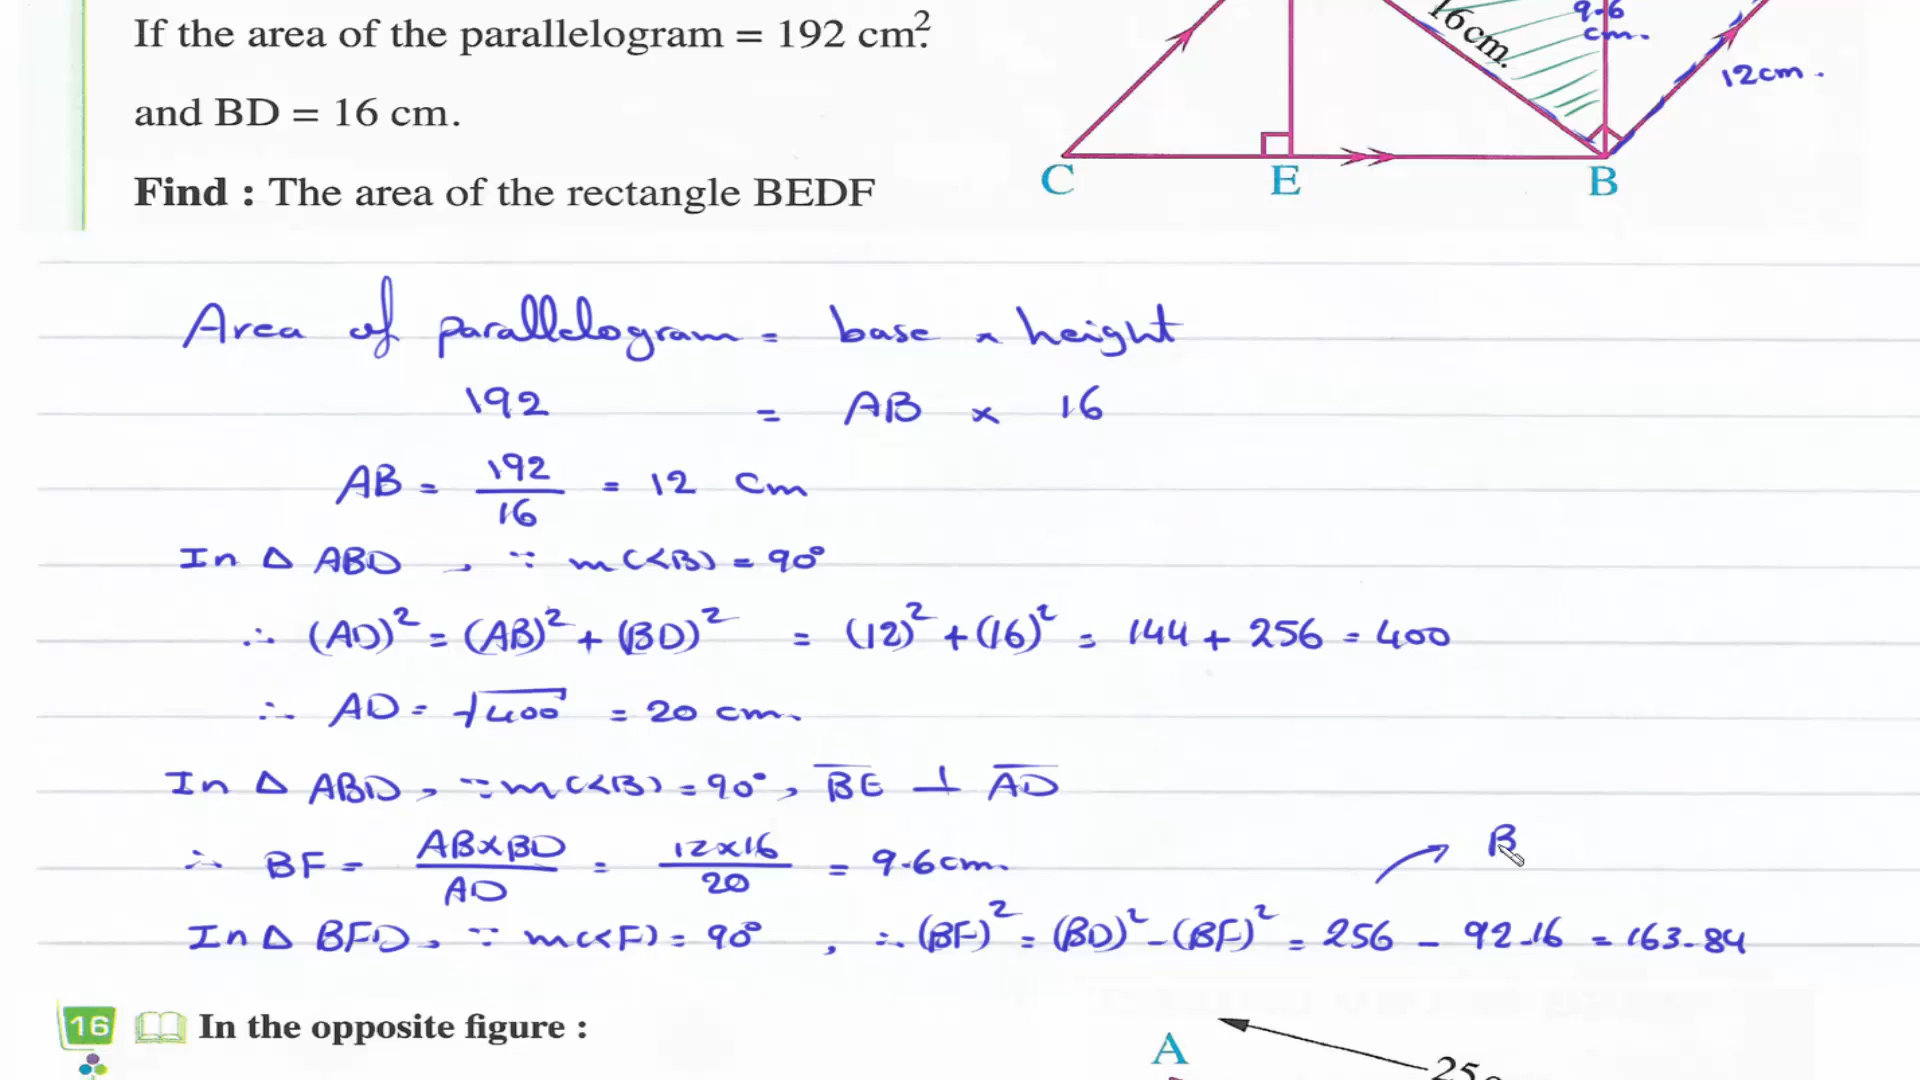 If the area of the parallelogram = 192 cm².
and BD = 16 cm.
Find : The area of the rectangle BEDF
16cm.
9.6
cm.
12cm.
C
E
B
Area of parallelogram = base × height
192 = AB × 16
AB = 192/16 = 12 cm
In △ ABD , ∵ m(<B) = 90°
∴ (AD)² = (AB)² + (BD)² = (12)² + (16)² = 144 + 256 = 400
∴ AD = √400 = 20 cm.
In △ ABD , ∵ m(<B) = 90° , BE ⊥ AD
∴ BF = AB×BD/AD = 12×16/20 = 9.6cm.
B
In △ BFD , ∵ m(<F) = 90° , ∴ (BF)² = (BD)² - (BF)² = 256 - 92.16 = 163.84
16 In the opposite figure :
A